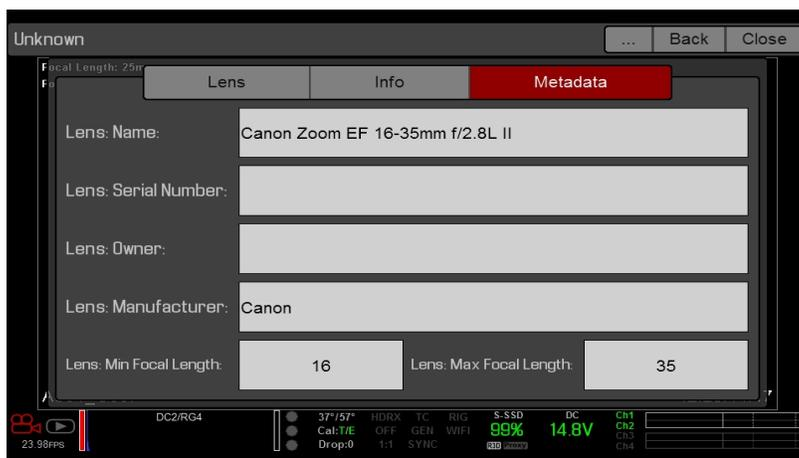 Unknown ... Back Close
Focal Length: 25m
Lens Info Metadata
Lens: Name: Canon Zoom EF 16-35mm f/2.8L II
Lens: Serial Number:
Lens: Owner:
Lens: Manufacturer: Canon
Lens: Min Focal Length: 16 Lens: Max Focal Length: 35
DC2/RG4 37°/57° HDRX TC RIG S-SSD DC Ch1
Cal:T/E OFF GEN WIFI 99% 14.8V Ch2
Ch3
23.98FPS Drop:0 1:1 SYNC R3D Proxy Ch4